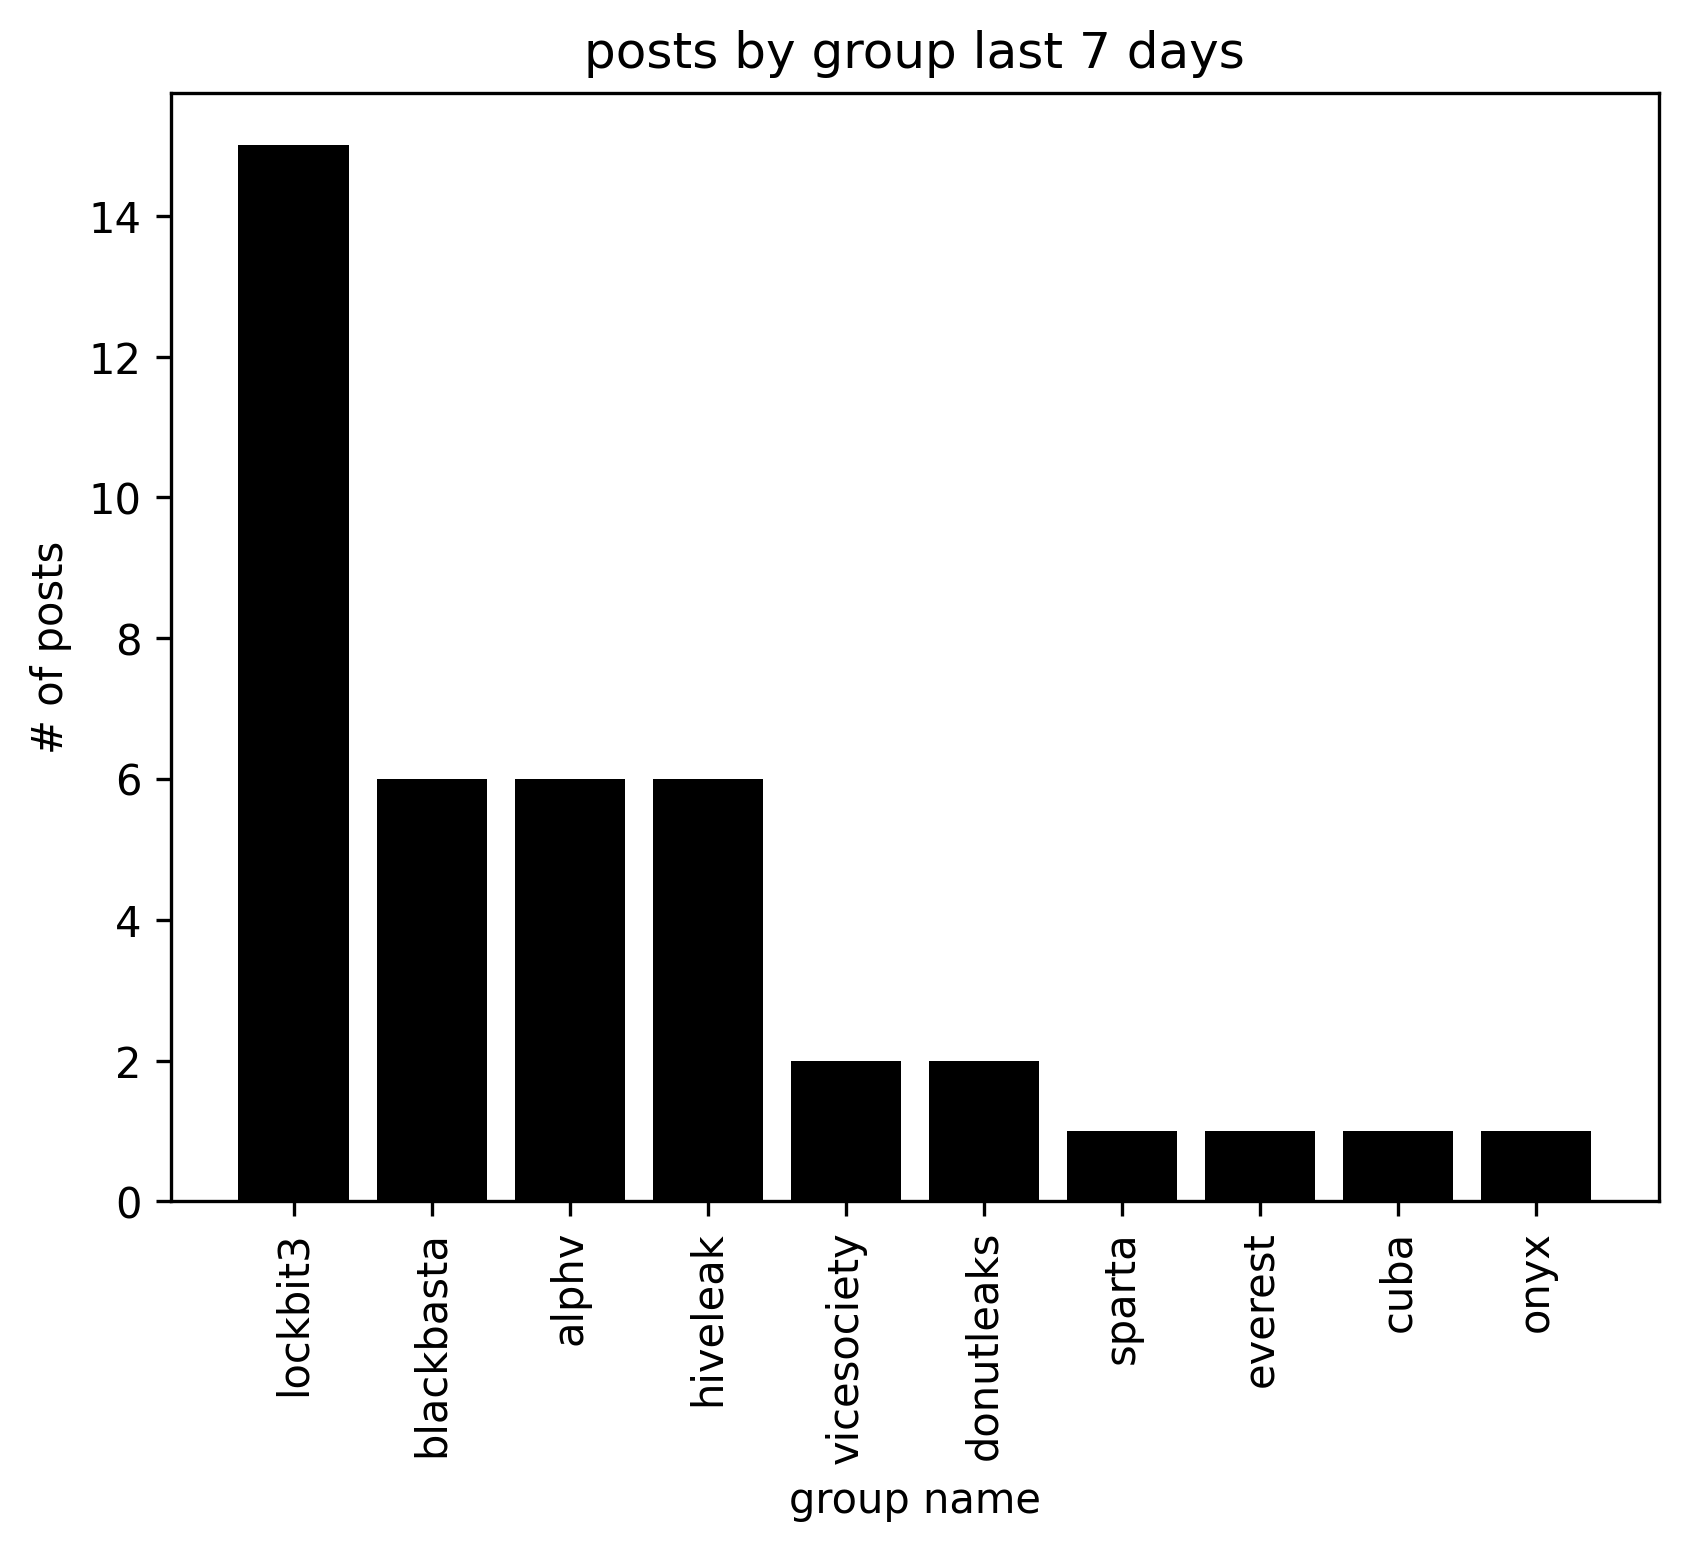 posts by group last 7 days
# of posts
14
12
10
8
6
4
2
0
lockbit3
blackbasta
alphv
hiveleak
vicesociety
donutleaks
sparta
everest
cuba
onyx
group name